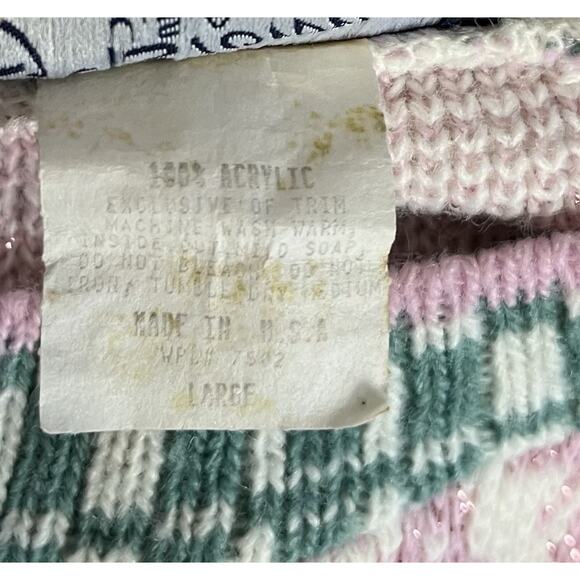 100% ACRYLIC
EXCLUSIVE OF TRIM
MACHINE WASH WARM,
INSIDE OUT, MILD SOAP,
DO NOT BLEACH, DO NOT
IRON, TUMBLE DRY MEDIUM
MADE IN U.S.A
WPL# 7502
LARGE